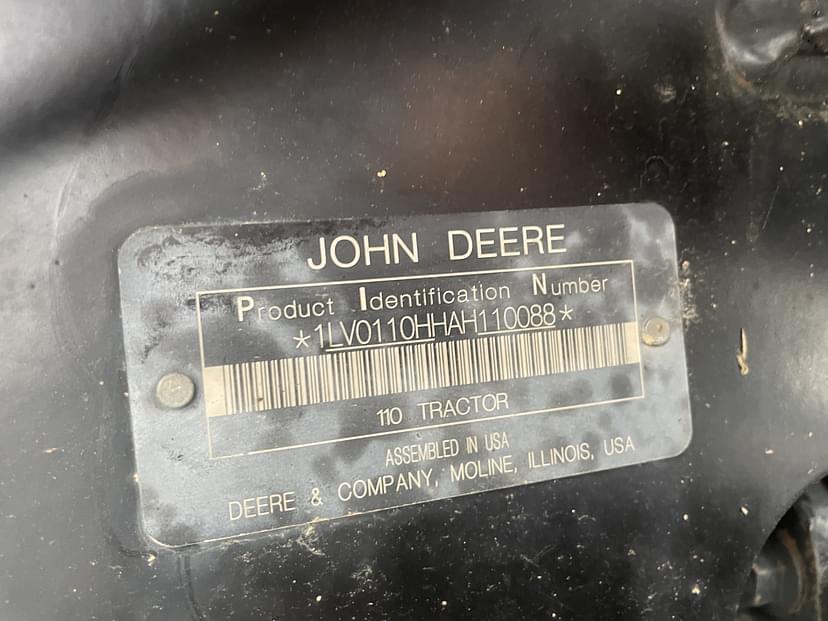 JOHN DEERE
Product Identification Number
*1LV0110HHAH110088*
110 TRACTOR
ASSEMBLED IN USA
DEERE & COMPANY, MOLINE, ILLINOIS, USA